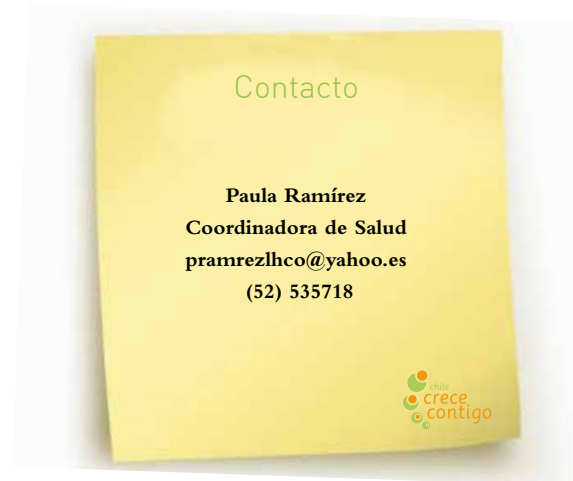 Contacto
Paula Ramírez
Coordinadora de Salud
pramrezlhco@yahoo.es
(52) 535718
chile
crece
contigo